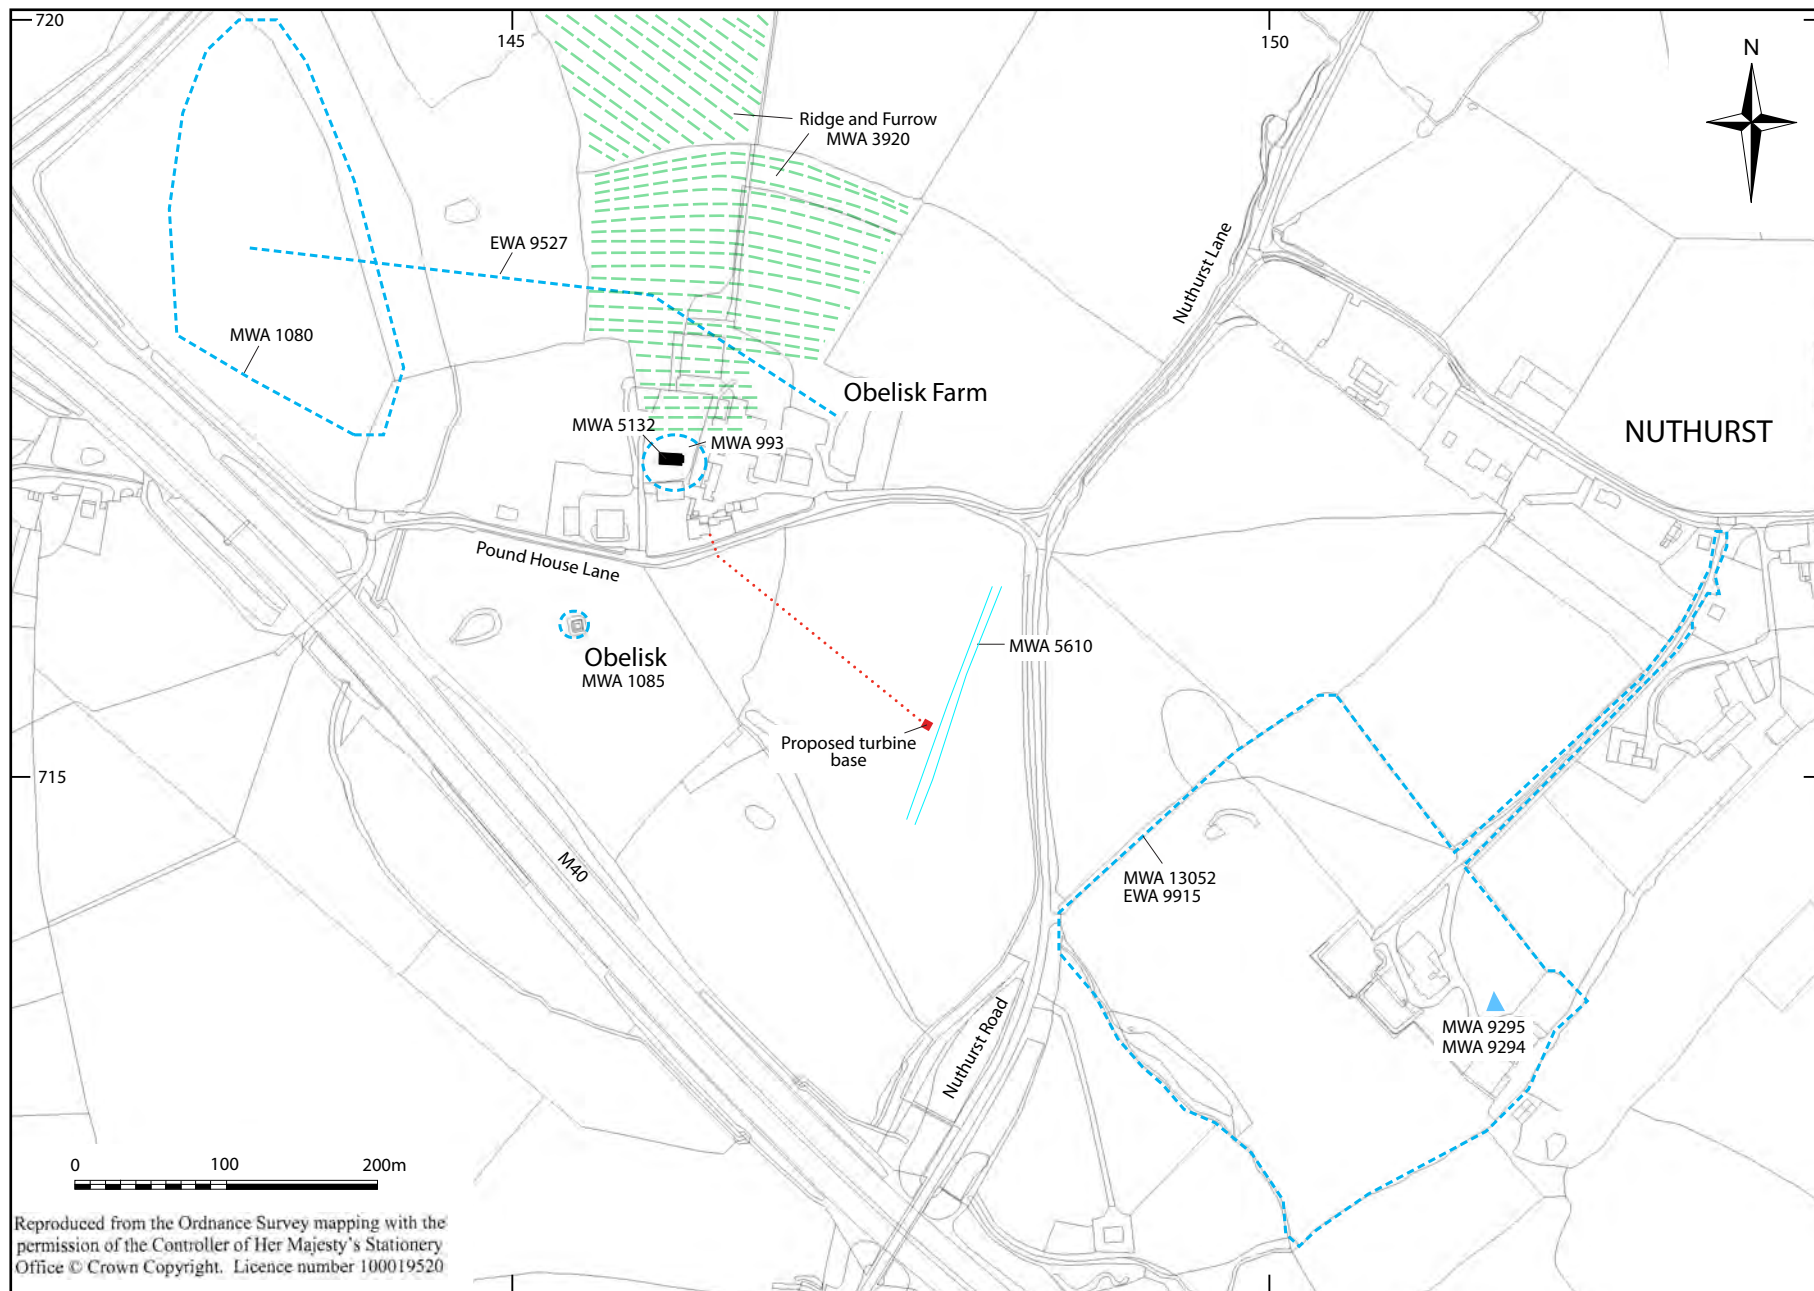 720
145
150
N
Ridge and Furrow
MWA 3920
EWA 9527
Nuthurst Lane
MWA 1080
Obelisk Farm
MWA 5132
MWA 993
NUTHURST
Pound House Lane
Obelisk
MWA 1085
MWA 5610
Proposed turbine
base
715
M40
MWA 13052
EWA 9915
Nuthurst Road
MWA 9295
MWA 9294
0 100 200m
Reproduced from the Ordnance Survey mapping with the
permission of the Controller of Her Majesty's Stationery
Office © Crown Copyright. Licence number 100019520